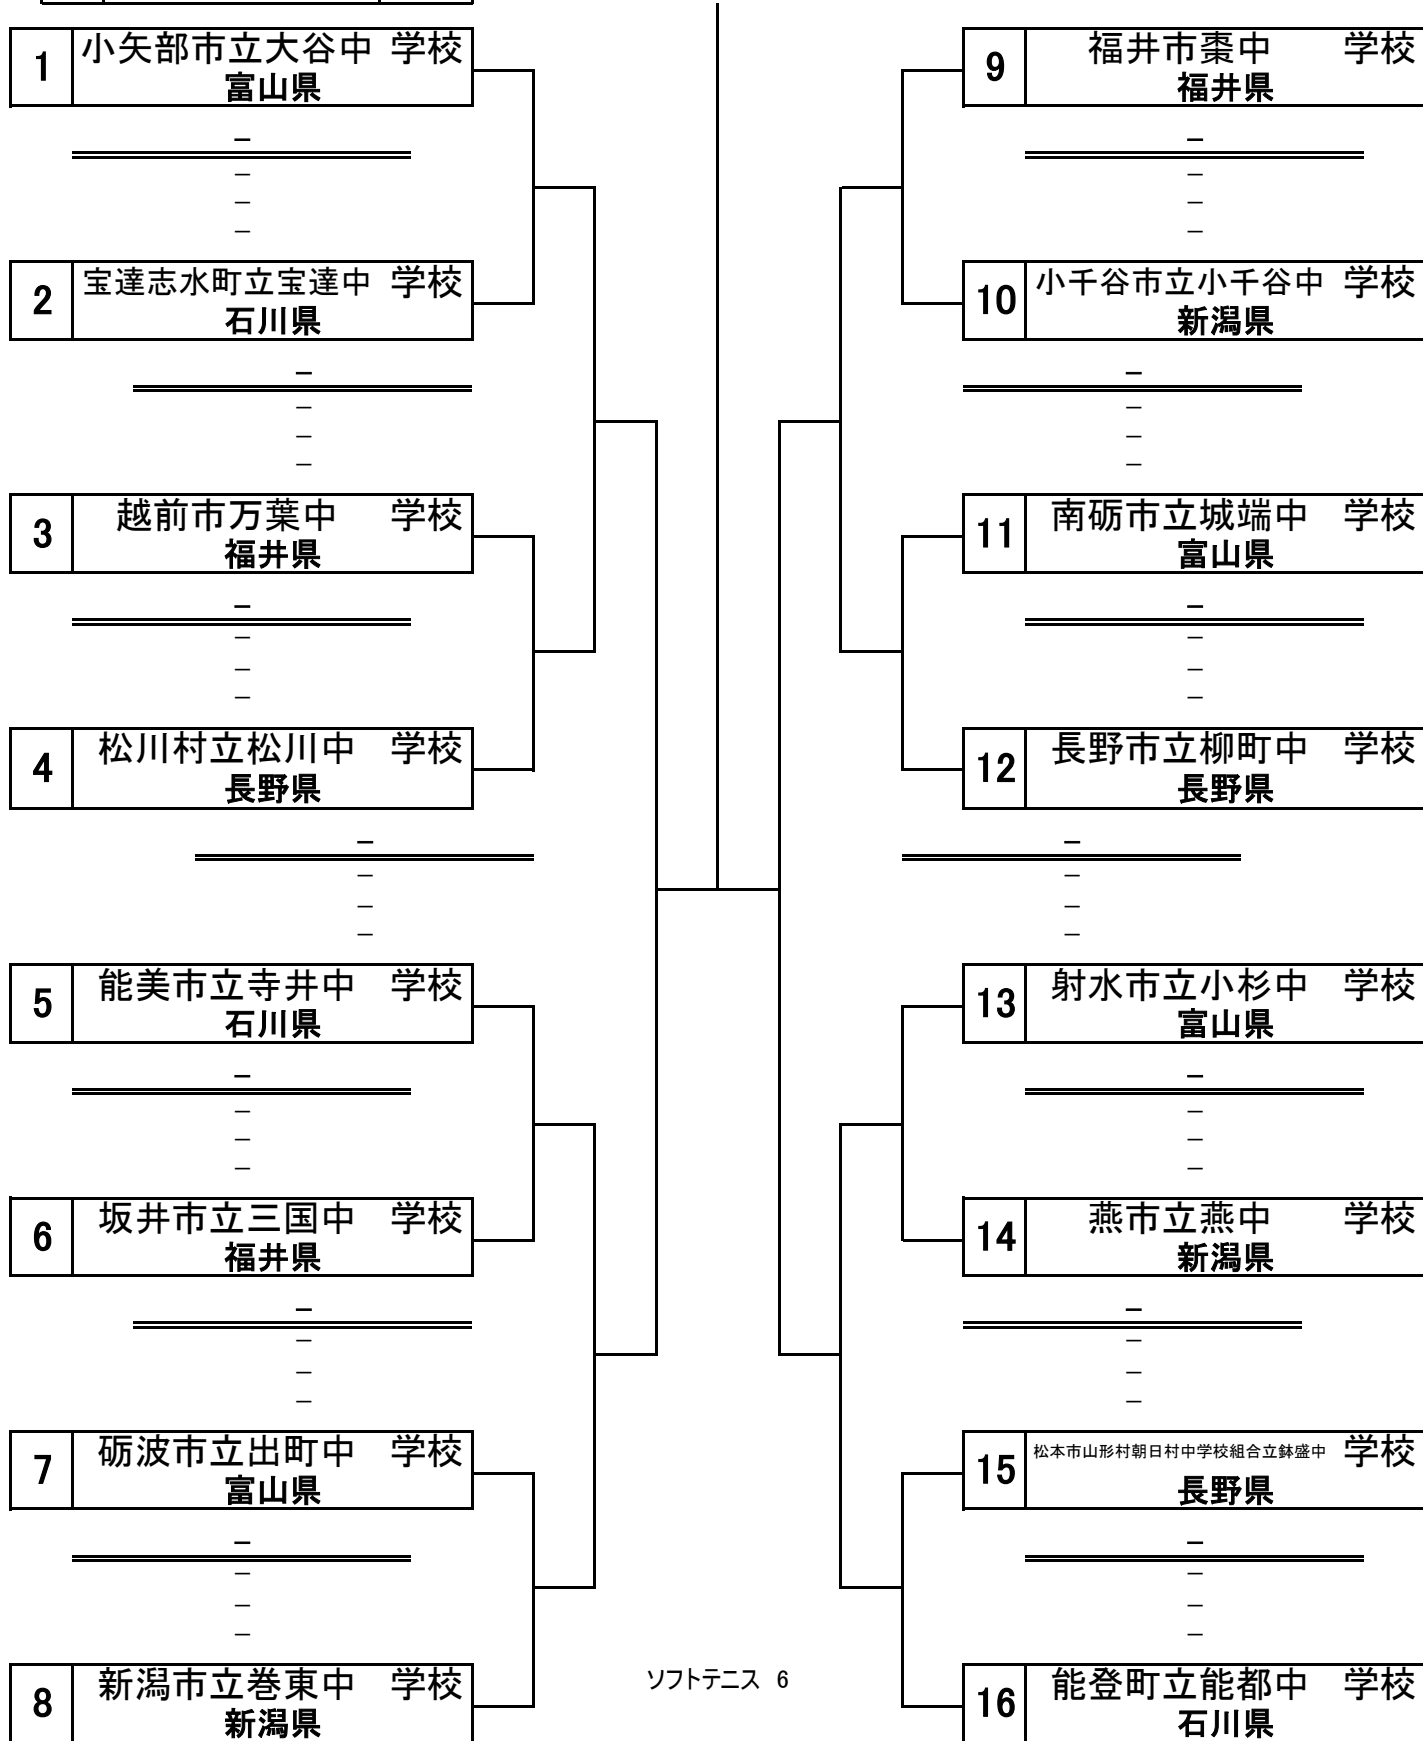 1
小矢部市立大谷中 学校
富山県
－
－
－
－
2
宝達志水町立宝達中 学校
石川県
－
－
－
－
3
越前市万葉中 学校
福井県
－
－
－
－
4
松川村立松川中 学校
長野県
－
－
－
－
5
能美市立寺井中 学校
石川県
－
－
－
－
6
坂井市立三国中 学校
福井県
－
－
－
－
7
砺波市立出町中 学校
富山県
－
－
－
－
8
新潟市立巻東中 学校
新潟県
9
福井市棗中 学校
福井県
－
－
－
－
10
小千谷市立小千谷中 学校
新潟県
－
－
－
－
11
南砺市立城端中 学校
富山県
－
－
－
－
12
長野市立柳町中 学校
長野県
－
－
－
－
13
射水市立小杉中 学校
富山県
－
－
－
－
14
燕市立燕中 学校
新潟県
－
－
－
－
15
松本市山形村朝日村中学校組合立鉢盛中 学校
長野県
－
－
－
－
16
能登町立能都中 学校
石川県
ソフトテニス 6